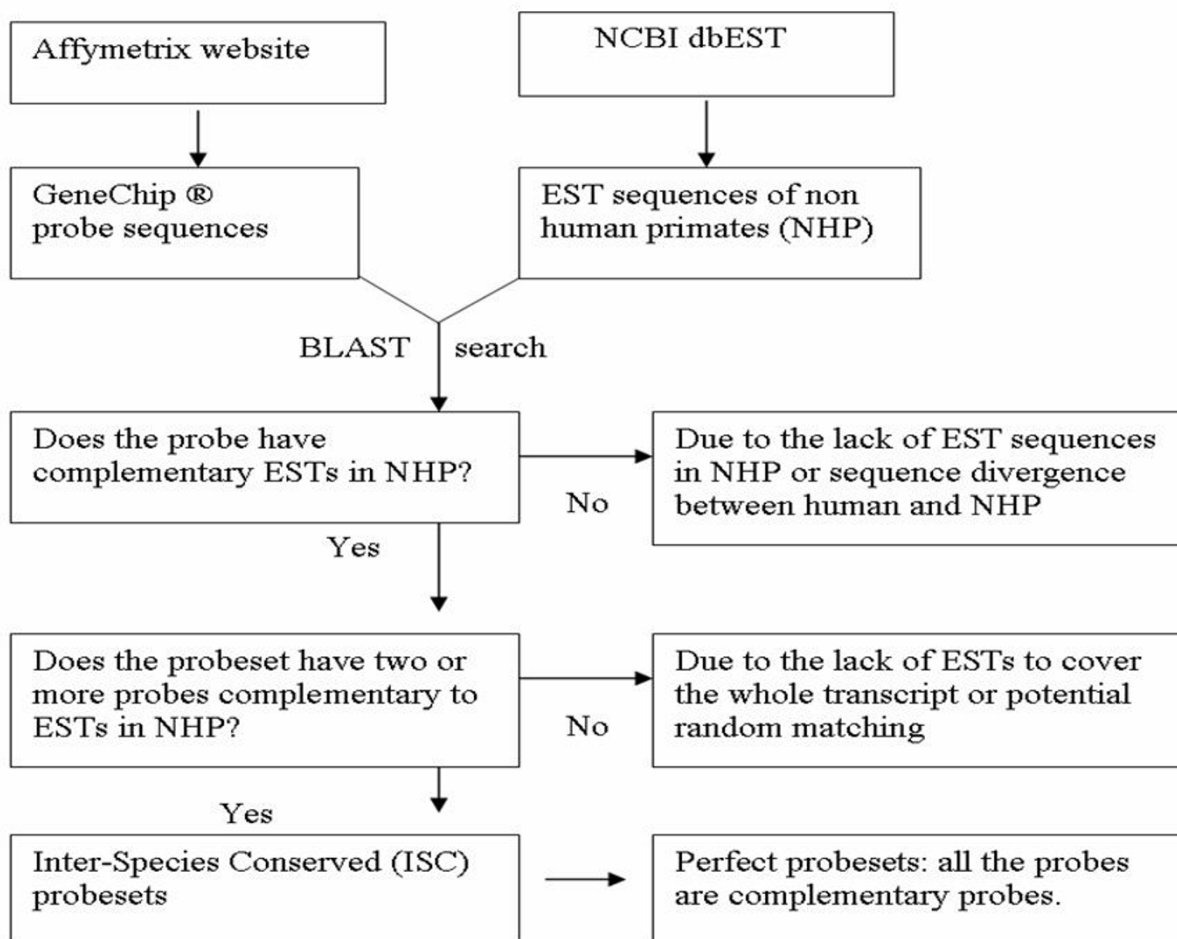 Affymetrix website
NCBI dbEST
GeneChip ®
probe sequences
EST sequences of non
human primates (NHP)
BLAST search
Does the probe have
complementary ESTs in NHP?
No
Due to the lack of EST sequences
in NHP or sequence divergence
between human and NHP
Yes
Does the probeset have two or
more probes complementary to
ESTs in NHP?
No
Due to the lack of ESTs to cover
the whole transcript or potential
random matching
Yes
Inter-Species Conserved (ISC)
probesets
Perfect probesets: all the probes
are complementary probes.